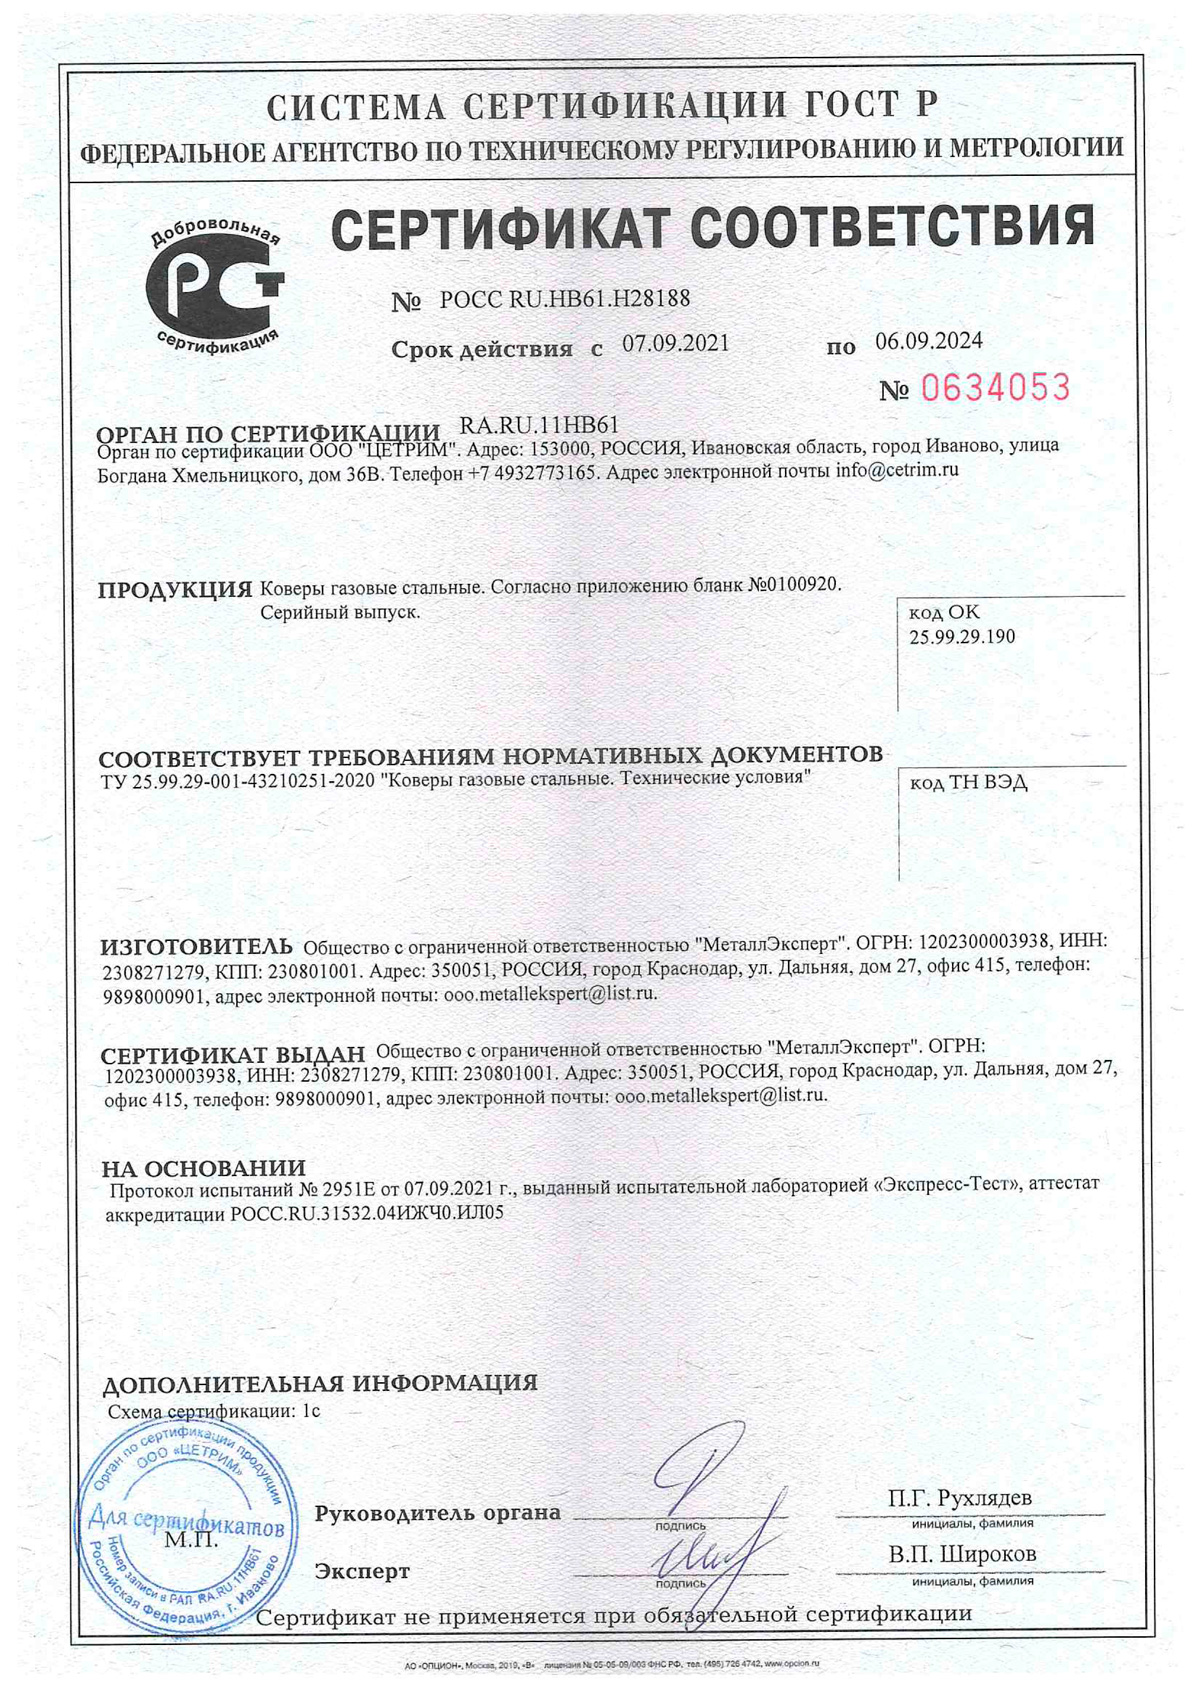 СИСТЕМА СЕРТИФИКАЦИИ ГОСТ Р
ФЕДЕРАЛЬНОЕ АГЕНТСТВО ПО ТЕХНИЧЕСКОМУ РЕГУЛИРОВАНИЮ И МЕТРОЛОГИИ
Добровольная
РСТ
сертификация
СЕРТИФИКАТ СООТВЕТСТВИЯ
№ РОСС RU.НВ61.Н28188
Срок действия с 07.09.2021 по 06.09.2024
№ 0634053
ОРГАН ПО СЕРТИФИКАЦИИ RA.RU.11НВ61
Орган по сертификации ООО "ЦЕТРИМ". Адрес: 153000, РОССИЯ, Ивановская область, город Иваново, улица
Богдана Хмельницкого, дом 36В. Телефон +7 4932773165. Адрес электронной почты info@cetrim.ru
ПРОДУКЦИЯ Коверы газовые стальные. Согласно приложению бланк №0100920.
Серийный выпуск.
код ОК
25.99.29.190
СООТВЕТСТВУЕТ ТРЕБОВАНИЯМ НОРМАТИВНЫХ ДОКУМЕНТОВ
ТУ 25.99.29-001-43210251-2020 "Коверы газовые стальные. Технические условия"
код ТН ВЭД
ИЗГОТОВИТЕЛЬ Общество с ограниченной ответственностью "МеталлЭксперт". ОГРН: 1202300003938, ИНН:
2308271279, КПП: 230801001. Адрес: 350051, РОССИЯ, город Краснодар, ул. Дальняя, дом 27, офис 415, телефон:
9898000901, адрес электронной почты: ooo.metallekspert@list.ru.
СЕРТИФИКАТ ВЫДАН Общество с ограниченной ответственностью "МеталлЭксперт". ОГРН:
1202300003938, ИНН: 2308271279, КПП: 230801001. Адрес: 350051, РОССИЯ, город Краснодар, ул. Дальняя, дом 27,
офис 415, телефон: 9898000901, адрес электронной почты: ooo.metallekspert@list.ru.
НА ОСНОВАНИИ
Протокол испытаний № 2951Е от 07.09.2021 г., выданный испытательной лабораторией «Экспресс-Тест», аттестат
аккредитации РОСС.RU.31532.04ИЖЧ0.ИЛ05
ДОПОЛНИТЕЛЬНАЯ ИНФОРМАЦИЯ
Схема сертификации: 1с
Орган по сертификации продукции
ООО «ЦЕТРИМ»
Для сертификатов
М.П.
Номер записи в РАЛ RA.RU.11НВ61
Российская Федерация, г. Иваново
Руководитель органа
подпись
П.Г. Рухлядев
инициалы, фамилия
Эксперт
подпись
В.П. Широков
инициалы, фамилия
Сертификат не применяется при обязательной сертификации
АО «ОПЦИОН», Москва, 2019, «В» лицензия № 05-05-09/003 ФНС РФ, тел. (495) 726 4742, www.opcion.ru